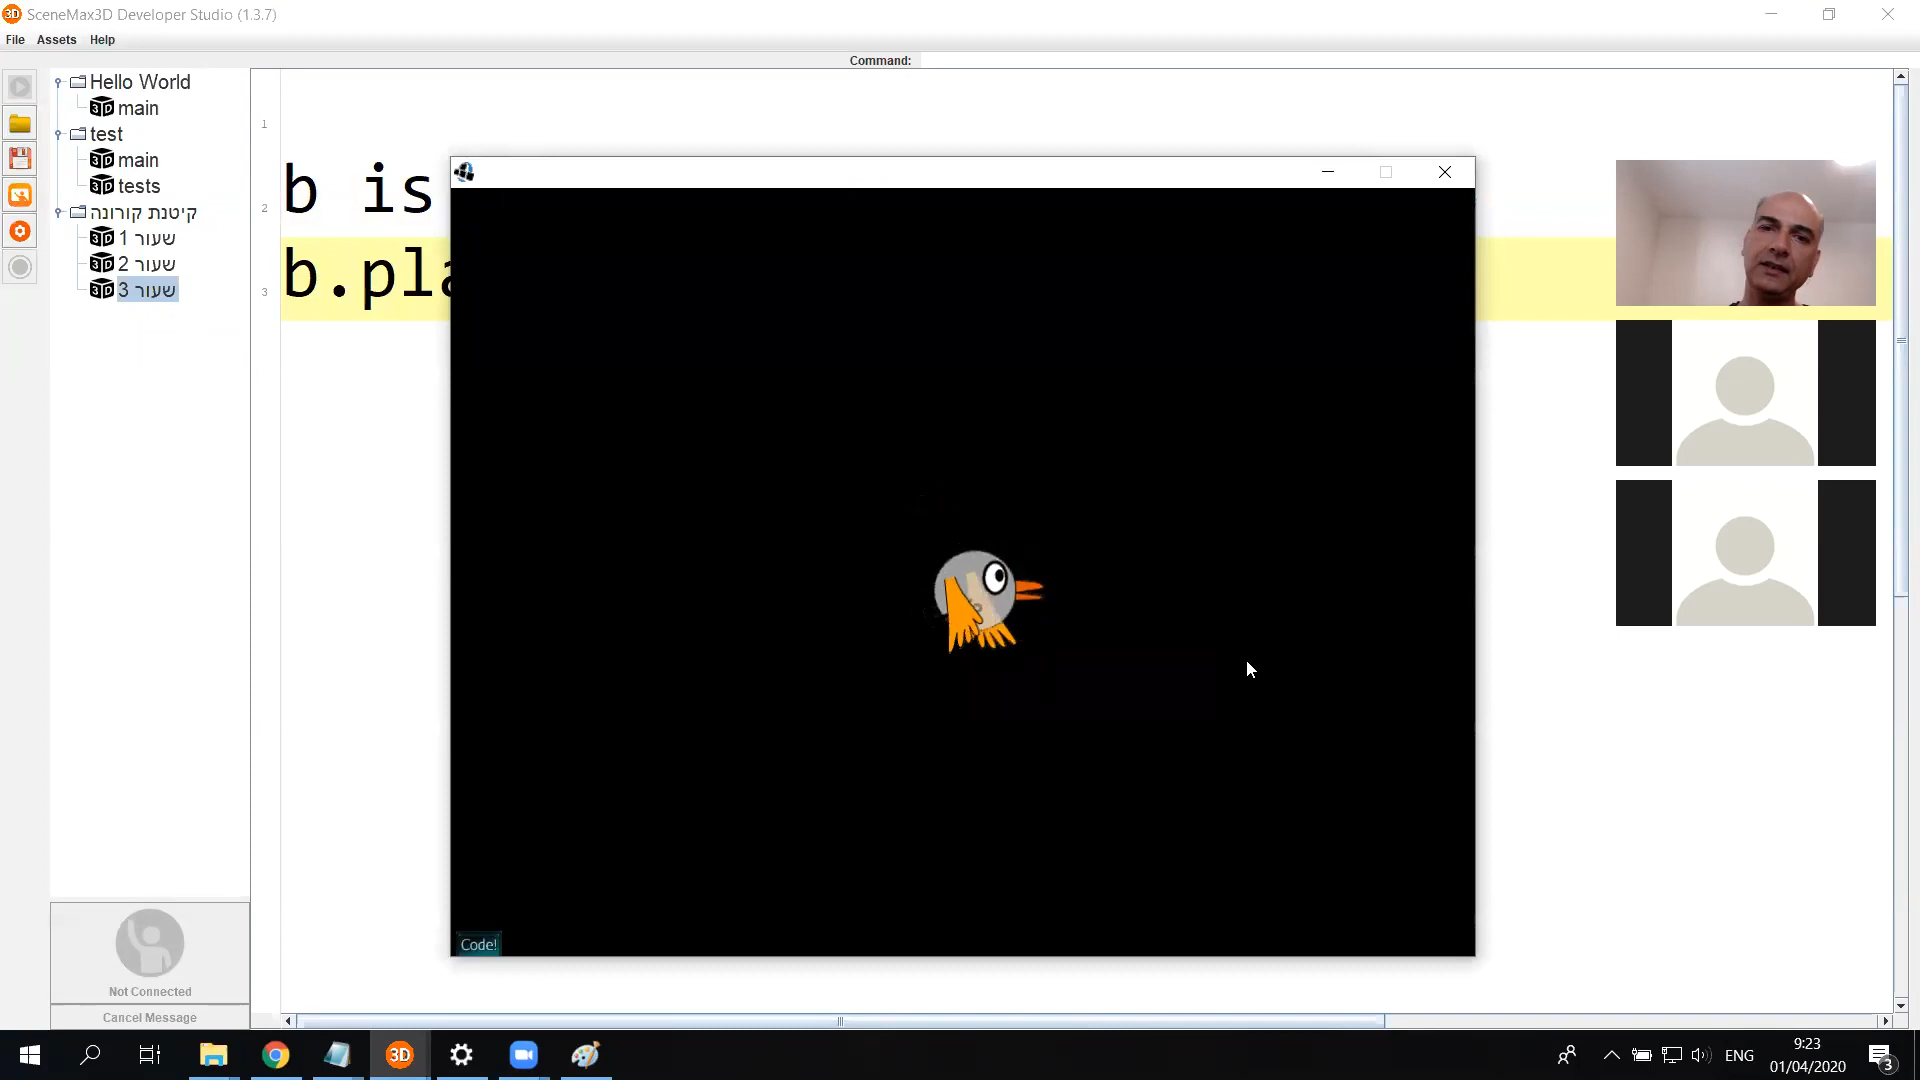 SceneMax3D Developer Studio (1.3.7)
File Assets Help
Command:
Hello World
main
test
main
tests
קיטנת קורונה
שעור 1
שעור 2
שעור 3
1
2
3
b is
b.pla
Code!
Not Connected
Cancel Message
3D
ENG
9:23
01/04/2020
3